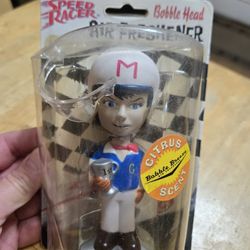 SPEED
RACER
Bobble Head
AIR FRESHENER
M
G
CITRUS
Bobble Breeze
SCENT